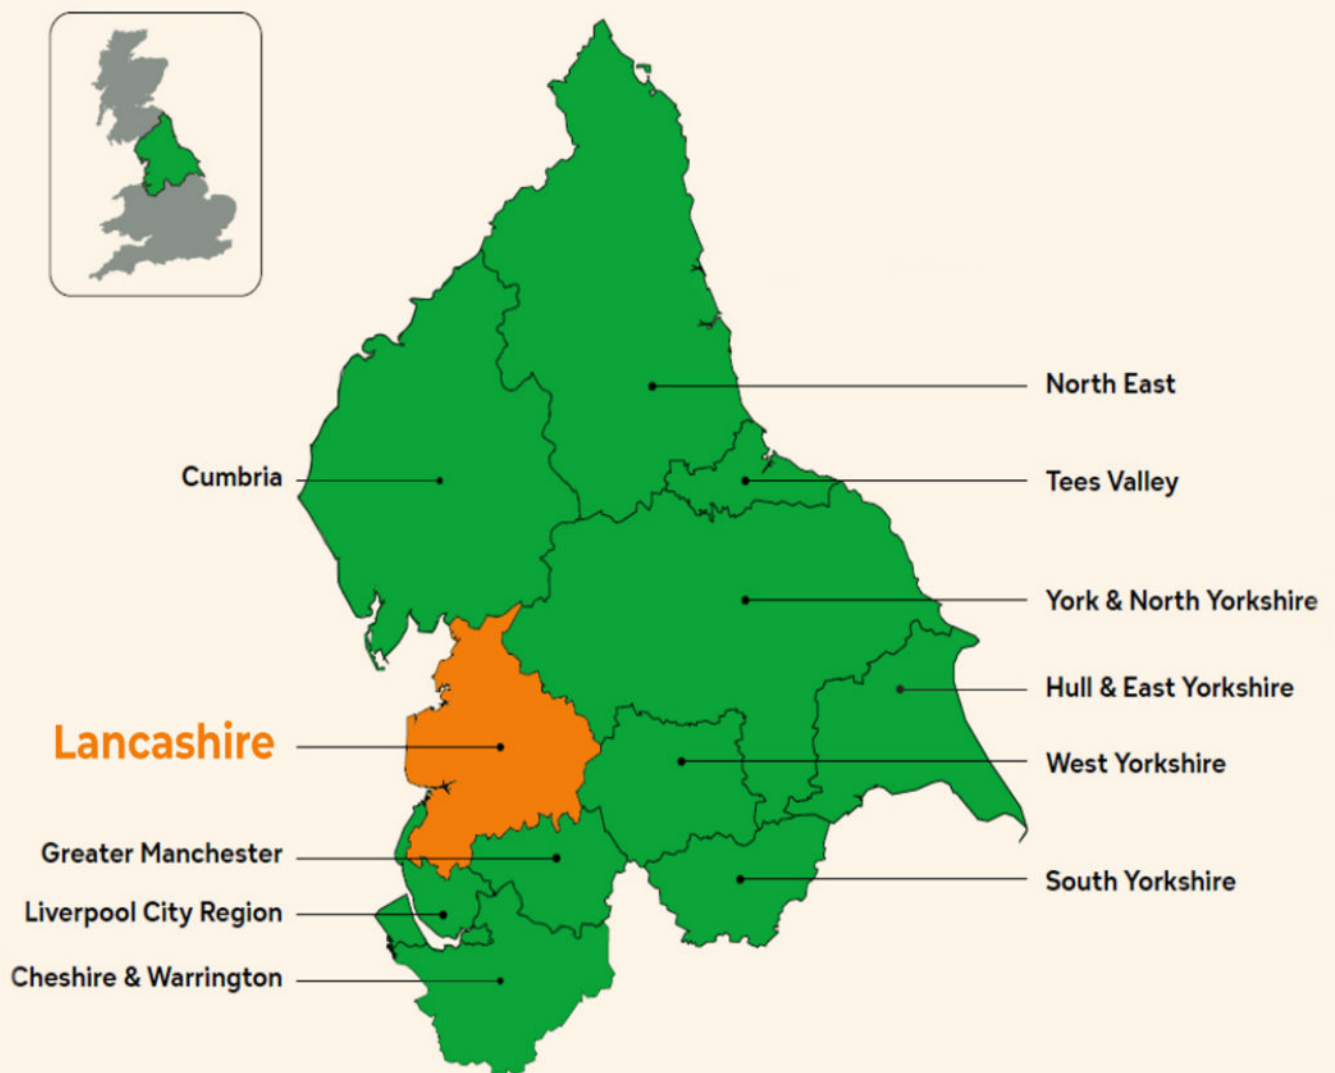 North East
Cumbria
Tees Valley
York & North Yorkshire
Hull & East Yorkshire
Lancashire
West Yorkshire
Greater Manchester
South Yorkshire
Liverpool City Region
Cheshire & Warrington